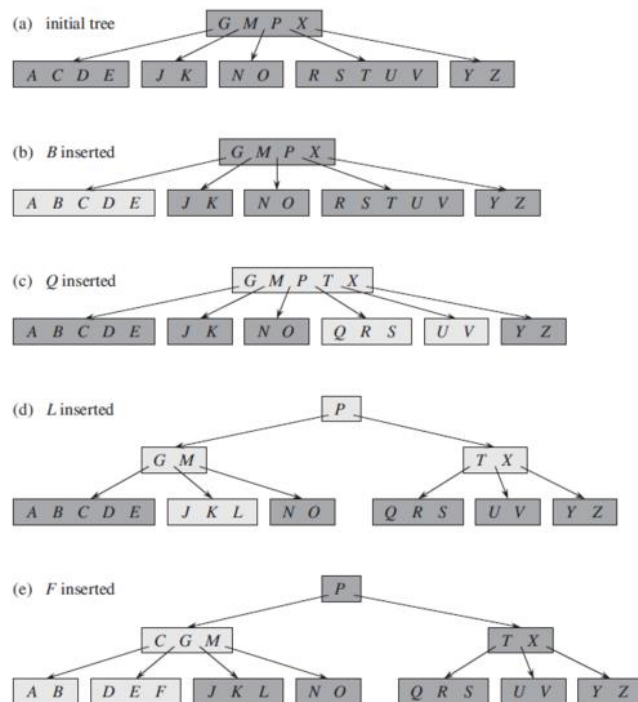 (a) initial tree
G M P X
A C D E J K N O R S T U V Y Z
(b) B inserted
G M P X
A B C D E J K N O R S T U V Y Z
(c) Q inserted
G M P T X
A B C D E J K N O Q R S U V Y Z
(d) L inserted
P
G M T X
A B C D E J K L N O Q R S U V Y Z
(e) F inserted
P
C G M T X
A B D E F J K L N O Q R S U V Y Z